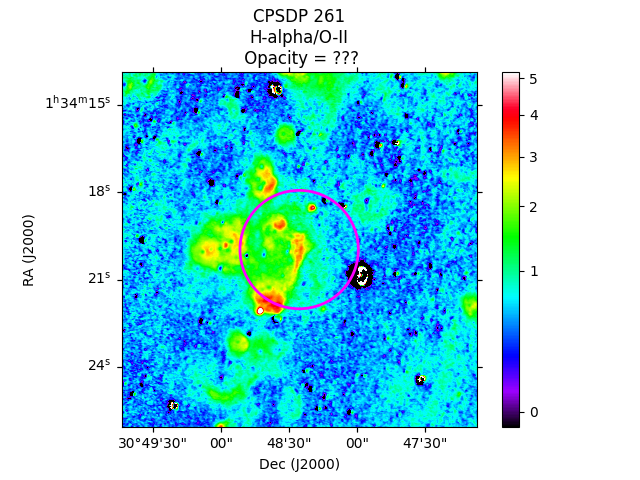 CPSDP 261
H-alpha/O-II
Opacity = ???
1h34m15s
18s
21s
24s
RA (J2000)
30°49'30" 00" 48'30" 00" 47'30"
Dec (J2000)
5
4
3
2
1
0